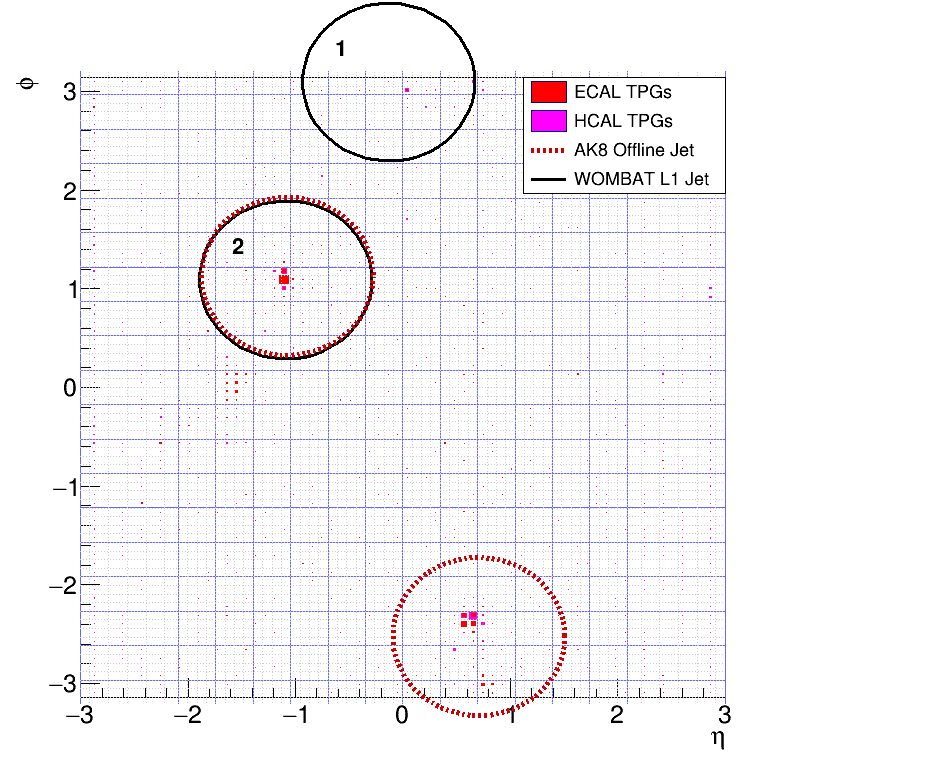 1
ϕ
3
ECAL TPGs
HCAL TPGs
AK8 Offline Jet
WOMBAT L1 Jet
2
2
1
0
−1
−2
−3
−3 −2 −1 0 1 2 3
η